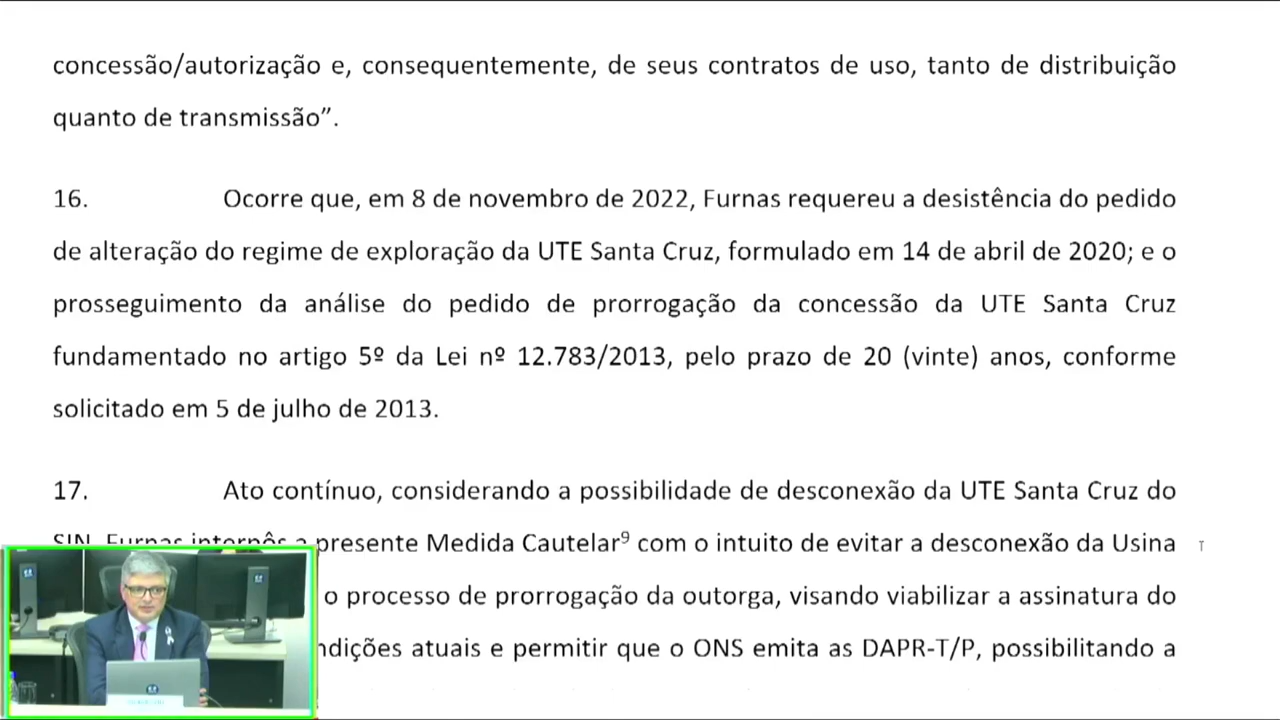 concessão/autorização e, consequentemente, de seus contratos de uso, tanto de distribuição
quanto de transmissão”.
16. Ocorre que, em 8 de novembro de 2022, Furnas requereu a desistência do pedido
de alteração do regime de exploração da UTE Santa Cruz, formulado em 14 de abril de 2020; e o
prosseguimento da análise do pedido de prorrogação da concessão da UTE Santa Cruz
fundamentado no artigo 5º da Lei nº 12.783/2013, pelo prazo de 20 (vinte) anos, conforme
solicitado em 5 de julho de 2013.
17. Ato contínuo, considerando a possibilidade de desconexão da UTE Santa Cruz do
SIN, Furnas interpôs a presente Medida Cautelar⁹ com o intuito de evitar a desconexão da Usina
o processo de prorrogação da outorga, visando viabilizar a assinatura do
ndições atuais e permitir que o ONS emita as DAPR-T/P, possibilitando a